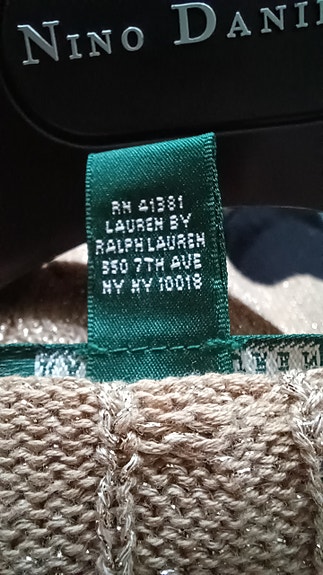 NINO DANI
RN 41381
LAUREN BY
RALPH LAUREN
550 7TH AVE
NY NY 10018